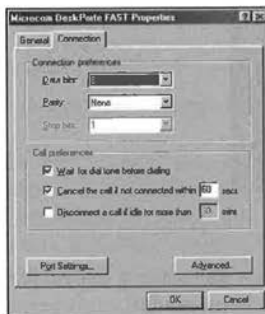 Microcom DeskPorte FAST Properties
General Connection
Connection preferences
Data bits: 8
Parity: None
Stop bits: 1
Call preferences
Wait for dial tone before dialing
Cancel the call if not connected within 60 secs
Disconnect a call if idle for more than mins
Port Settings... Advanced...
OK Cancel